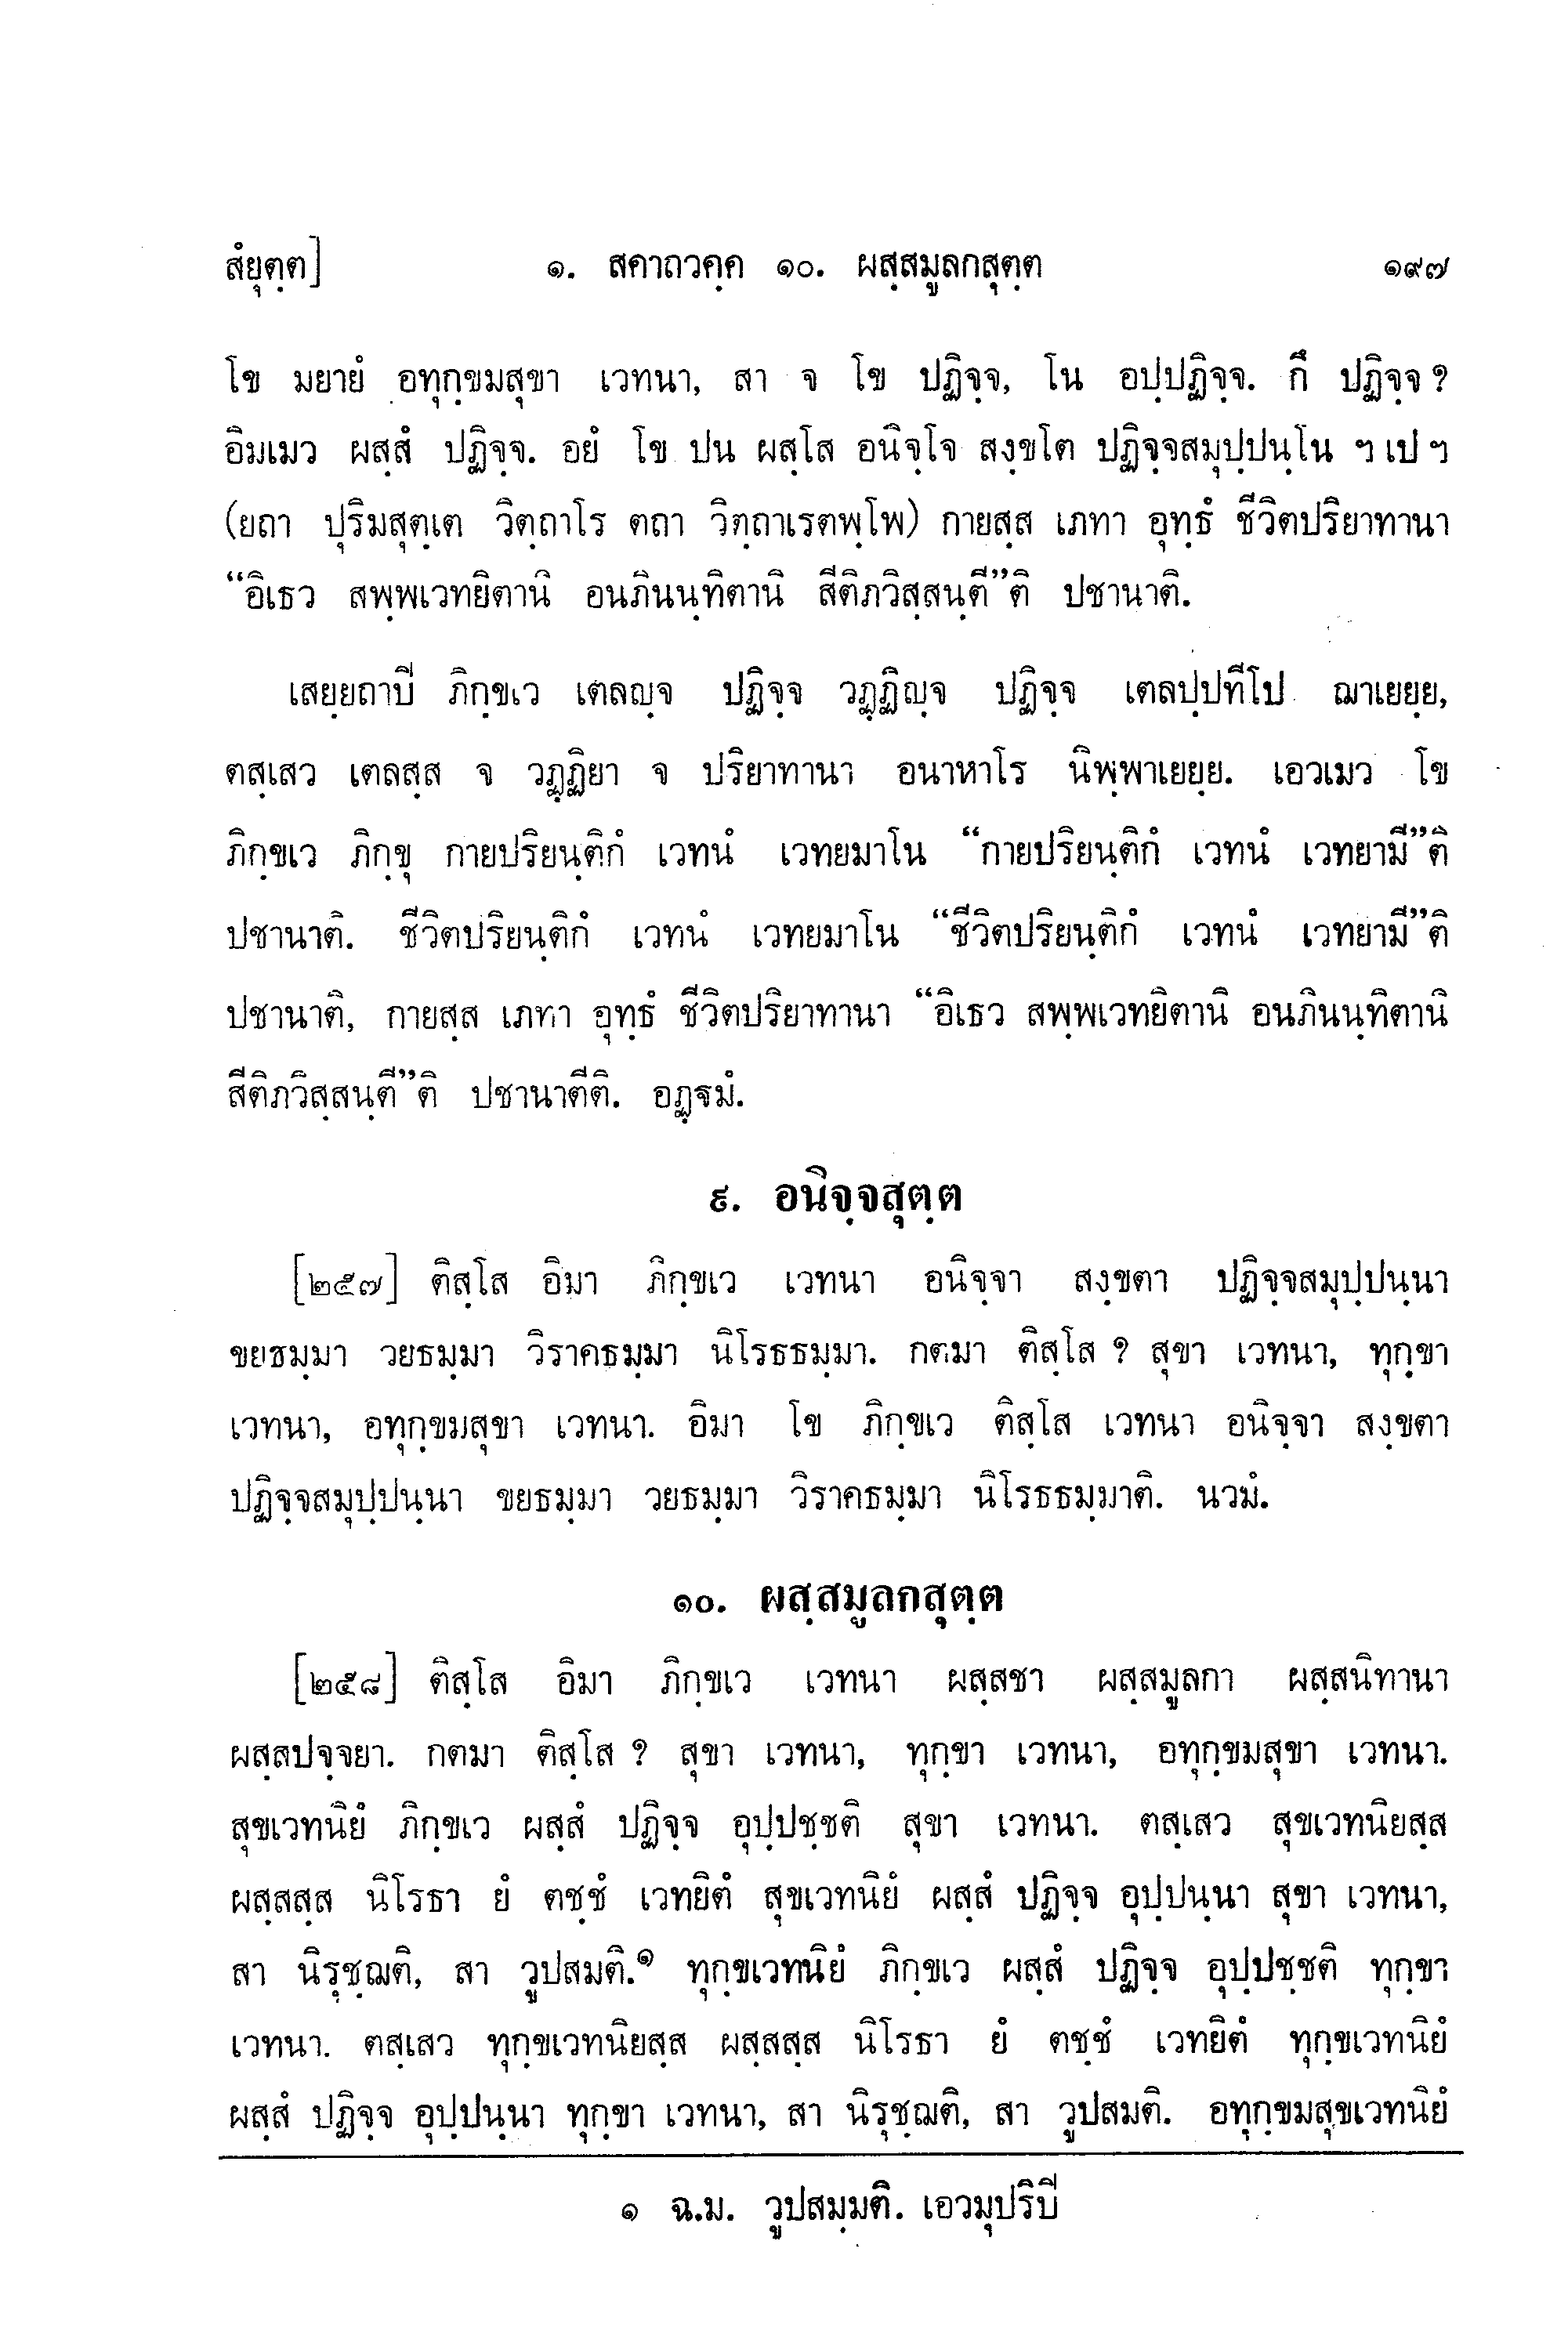 สํยุตฺต] ๑. สคาถวคฺค ๑๐. ผสฺสมูลกสุตฺต ๑๙๗
โข มยายํ อทุกฺขมสุขา เวทนา, สา จ โข ปฏิจฺจ, โน อปฺปฏิจฺจ. กึ ปฏิจฺจ ?
อิมเมว ผสฺสํ ปฏิจฺจ. อยํ โข ปน ผสฺโส อนิจฺโจ สงฺขโต ปฏิจฺจสมุปฺปนฺโน ฯ เป ฯ
(ยถา ปุริมสุตฺเต วิตฺถาโร ตถา วิตฺถาเรตพฺโพ) กายสฺส เภทา อุทฺธํ ชีวิตปริยาทานา
“อิเธว สพฺพเวทยิตานิ อนภินนฺทิตานิ สีติภวิสฺสนฺตี”ติ ปชานาติ.
เสยฺยถาปิ ภิกฺขเว เตลญฺจ ปฏิจฺจ วฏฺฏิญฺจ ปฏิจฺจ เตลปฺปทีโป ฌาเยยฺย,
ตสฺเสว เตลสฺส จ วฏฺฏิยา จ ปริยาทานา อนาหาโร นิพฺพาเยยฺย. เอวเมว โข
ภิกฺขเว ภิกฺขุ กายปริยนฺติกํ เวทนํ เวทยมาโน “กายปริยนฺติกํ เวทนํ เวทยามี”ติ
ปชานาติ. ชีวิตปริยนฺติกํ เวทนํ เวทยมาโน “ชีวิตปริยนฺติกํ เวทนํ เวทยามี”ติ
ปชานาติ, กายสฺส เภทา อุทฺธํ ชีวิตปริยาทานา “อิเธว สพฺพเวทยิตานิ อนภินนฺทิตานิ
สีติภวิสฺสนฺตี”ติ ปชานาตีติ. อฏฺฐมํ.
๙. อนิจฺจสุตฺต
[๒๕๗] ติสฺโส อิมา ภิกฺขเว เวทนา อนิจฺจา สงฺขตา ปฏิจฺจสมุปฺปนฺนา
ขยธมฺมา วยธมฺมา วิราคธมฺมา นิโรธธมฺมา. กตมา ติสฺโส ? สุขา เวทนา, ทุกฺขา
เวทนา, อทุกฺขมสุขา เวทนา. อิมา โข ภิกฺขเว ติสฺโส เวทนา อนิจฺจา สงฺขตา
ปฏิจฺจสมุปฺปนฺนา ขยธมฺมา วยธมฺมา วิราคธมฺมา นิโรธธมฺมาติ. นวมํ.
๑๐. ผสฺสมูลกสุตฺต
[๒๕๘] ติสฺโส อิมา ภิกฺขเว เวทนา ผสฺสชา ผสฺสมูลกา ผสฺสนิทานา
ผสฺสปจฺจยา. กตมา ติสฺโส ? สุขา เวทนา, ทุกฺขา เวทนา, อทุกฺขมสุขา เวทนา.
สุขเวทนิยํ ภิกฺขเว ผสฺสํ ปฏิจฺจ อุปฺปชฺชติ สุขา เวทนา. ตสฺเสว สุขเวทนิยสฺส
ผสฺสสฺส นิโรธา ยํ ตชฺชํ เวทยิตํ สุขเวทนิยํ ผสฺสํ ปฏิจฺจ อุปฺปนฺนา สุขา เวทนา,
สา นิรุชฺฌติ, สา วูปสมติ.๑ ทุกฺขเวทนิยํ ภิกฺขเว ผสฺสํ ปฏิจฺจ อุปฺปชฺชติ ทุกฺขา
เวทนา. ตสฺเสว ทุกฺขเวทนิยสฺส ผสฺสสฺส นิโรธา ยํ ตชฺชํ เวทยิตํ ทุกฺขเวทนิยํ
ผสฺสํ ปฏิจฺจ อุปฺปนฺนา ทุกฺขา เวทนา, สา นิรุชฺฌติ, สา วูปสมติ. อทุกฺขมสุขเวทนิยํ
๑ ฉ.ม. วูปสมฺมติ. เอวมุปริปิ